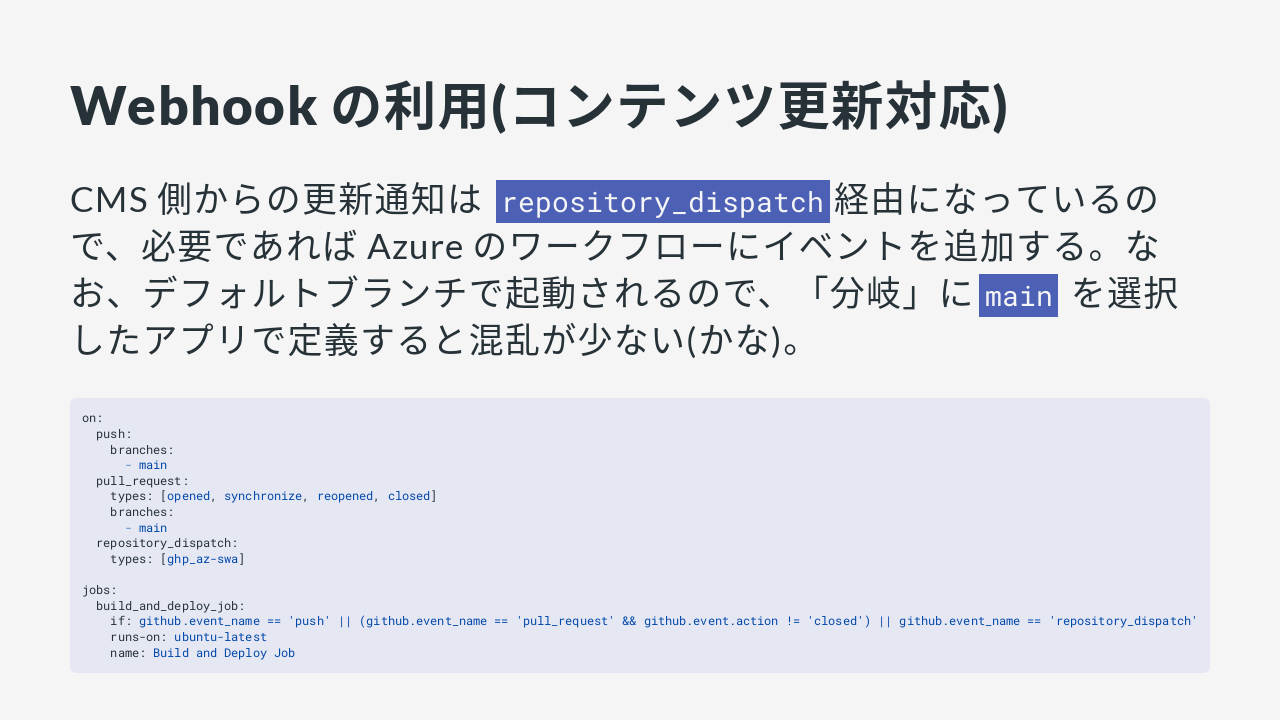 Webhook の利用(コンテンツ更新対応)
CMS 側からの更新通知は repository_dispatch 経由になっているの
で、必要であれば Azure のワークフローにイベントを追加する。な
お、デフォルトブランチで起動されるので、「分岐」に main を選択
したアプリで定義すると混乱が少ない(かな)。
on:
  push:
    branches:
      - main
  pull_request:
    types: [opened, synchronize, reopened, closed]
    branches:
      - main
  repository_dispatch:
    types: [ghp_az-swa]

jobs:
  build_and_deploy_job:
    if: github.event_name == 'push' || (github.event_name == 'pull_request' && github.event.action != 'closed') || github.event_name == 'repository_dispatch'
    runs-on: ubuntu-latest
    name: Build and Deploy Job